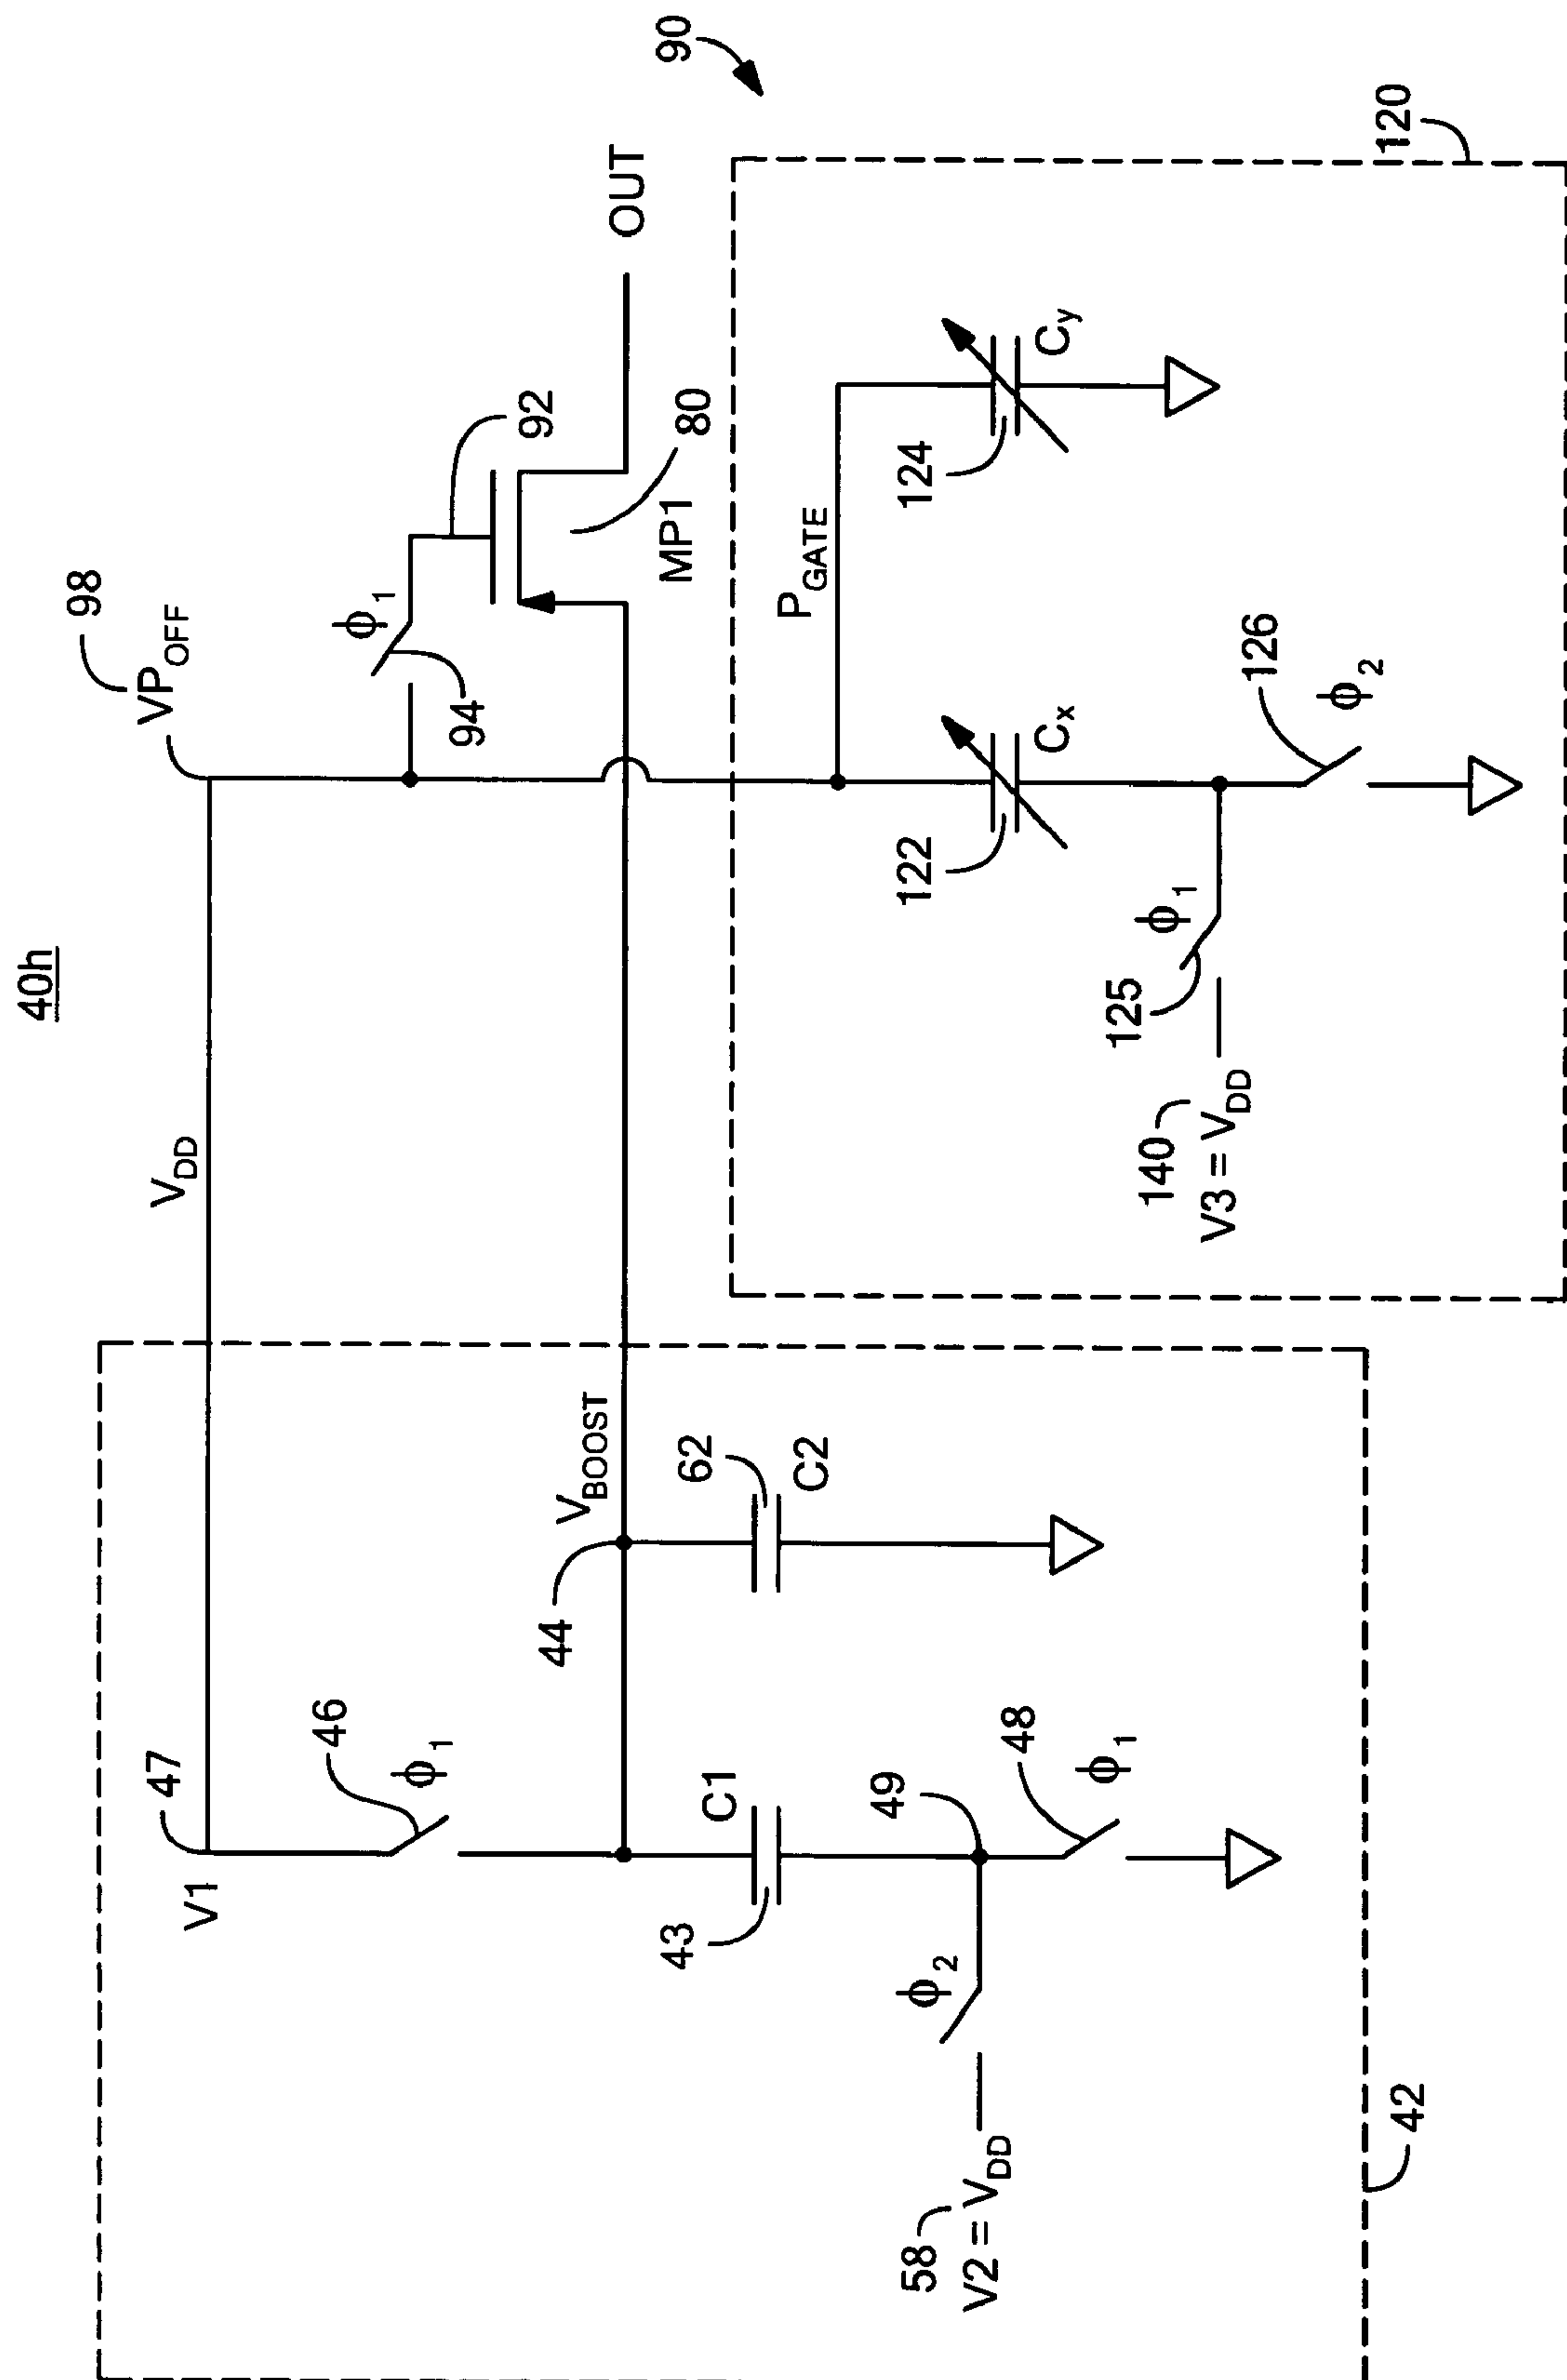 40h
90
98
VP_OFF
V_DD
47
V1
46
ϕ1
92
ϕ1
94
80
MP1
OUT
V_BOOST
44
62
C2
C1
43
49
48
ϕ1
ϕ2
58
V2 = V_DD
42
120
P_GATE
124
Cy
122
Cx
125
ϕ1
126
ϕ2
140
V3 = V_DD